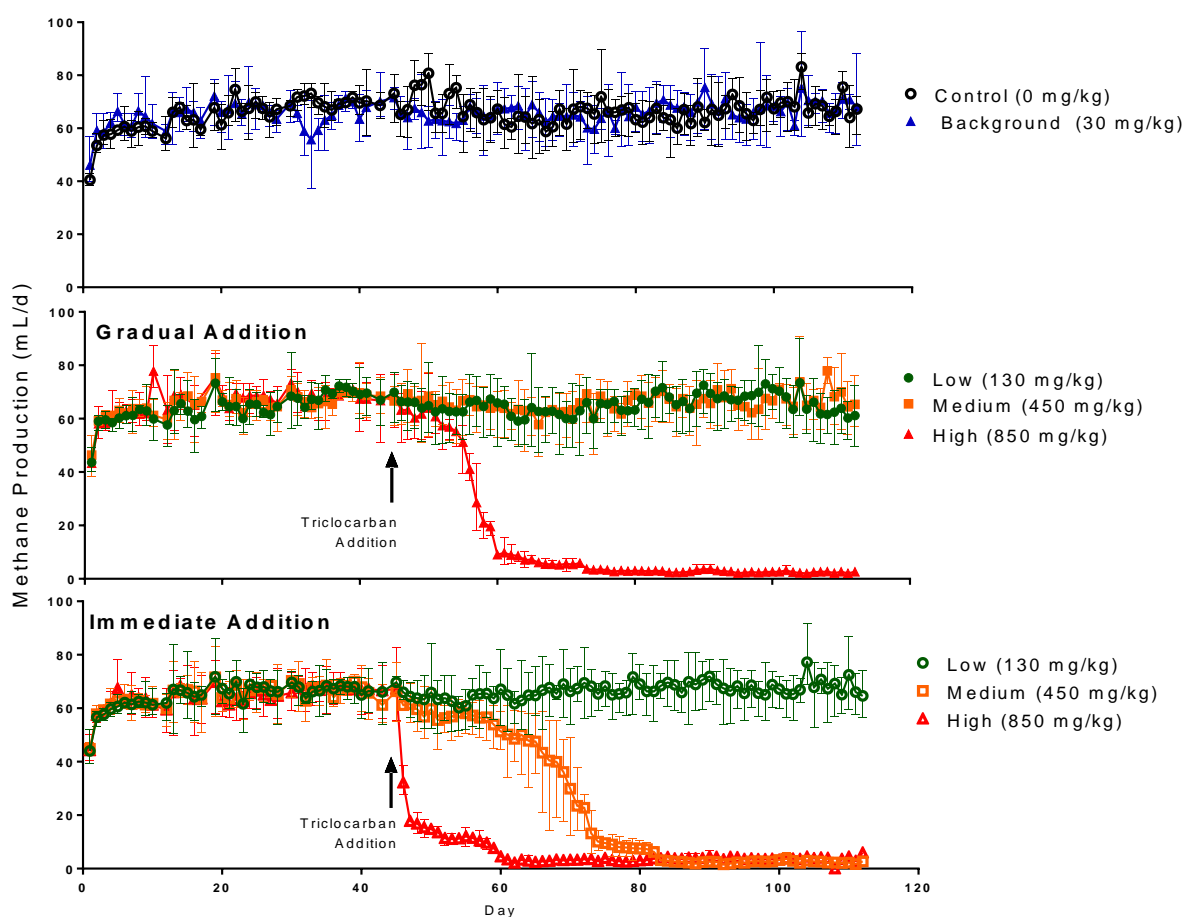 100
80
60
40
20
0
Control (0 mg/kg)
Background (30 mg/kg)
Methane Production (mL/d)
100
80
60
40
20
0
Gradual Addition
Triclocarban
Addition
Low (130 mg/kg)
Medium (450 mg/kg)
High (850 mg/kg)
100
80
60
40
20
0
Immediate Addition
Triclocarban
Addition
Low (130 mg/kg)
Medium (450 mg/kg)
High (850 mg/kg)
0 20 40 60 80 100 120
Day